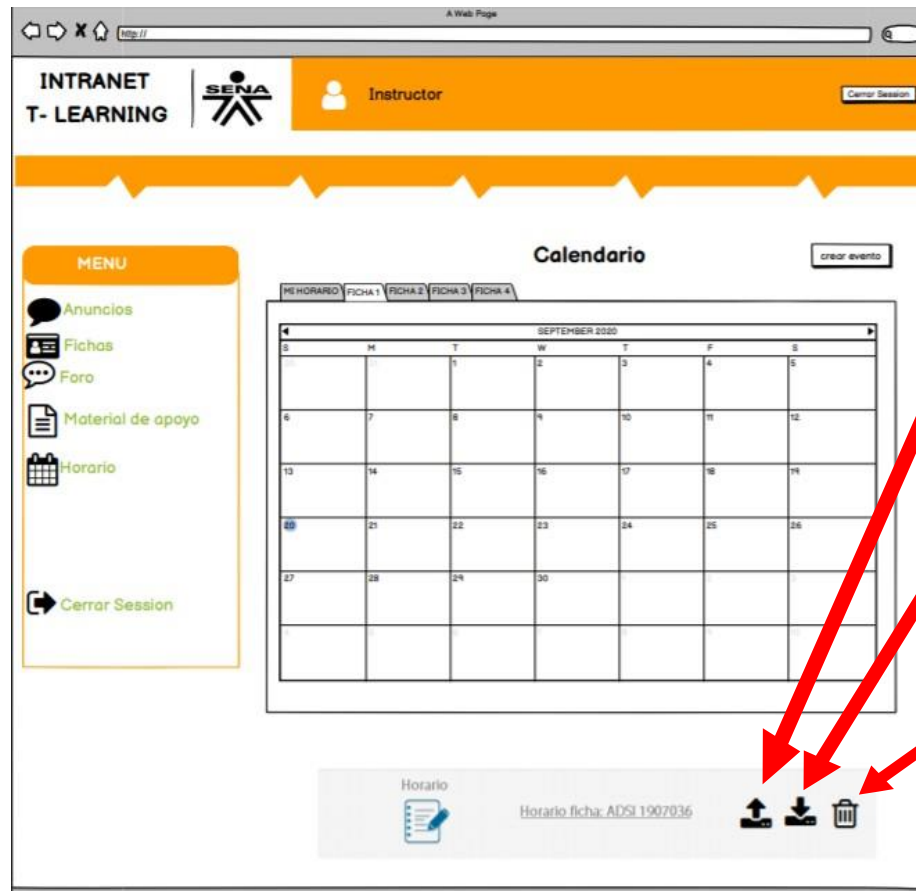 A Web Page
http://
INTRANET
T- LEARNING
SENA
Instructor
Cerrar Session
MENU
Anuncios
Fichas
Foro
Material de apoyo
Horario
Cerrar Session
Calendario
crear evento
MI HORARIO FICHA 1 FICHA 2 FICHA 3 FICHA 4
SEPTEMBER 2020
S M T W T F S
1 2 3 4 5
6 7 8 9 10 11 12
13 14 15 16 17 18 19
20 21 22 23 24 25 26
27 28 29 30
Horario
Horario ficha: ADSI 1907036